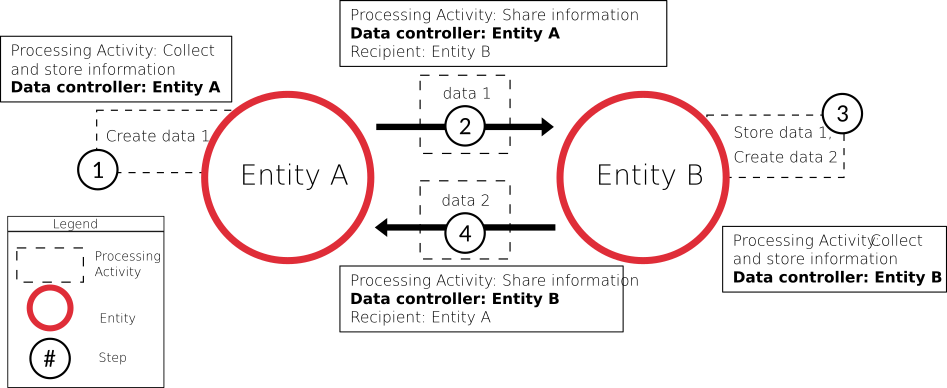 Processing Activity: Share information
Data controller: Entity A
Recipient: Entity B
Processing Activity: Collect
and store information
Data controller: Entity A
data 1
2
Create data 1
1
Entity A
Entity B
3
Store data 1,
Create data 2
data 2
4
Processing Activity: Share information
Data controller: Entity B
Recipient: Entity A
Processing Activity: Collect
and store information
Data controller: Entity B
Legend
Processing
Activity
Entity
#
Step